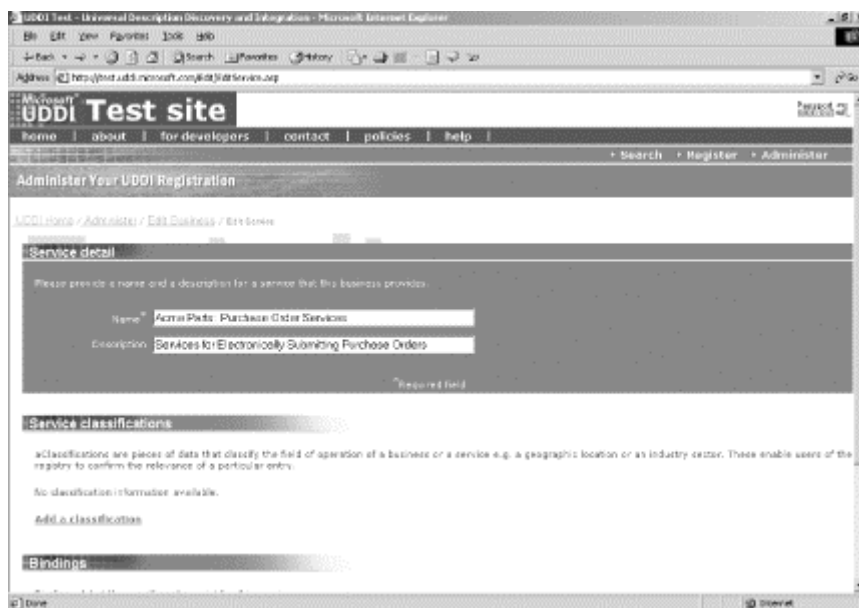 UDDI Test - Universal Description Discovery and Integration - Microsoft Internet Explorer
File Edit View Favorites Tools Help
Back Search Favorites History
Address http://test.uddi.microsoft.com/Edit/EditService.asp
Microsoft
UDDI Test site
home | about | for developers | contact | policies | help |
Search Register Administer
Administer Your UDDI Registration
UDDI Home / Administer / Edit Business / Edit Service
Service detail
Please provide a name and a description for a service that this business provides.
Name* Acme Parts Purchase Order Services
Description Services for Electronically Submitting Purchase Orders
*Required field
Service classifications
aClassifications are pieces of data that classify the field of operation of a business or a service e.g. a geographic location or an industry sector. These enable users of the
registry to confirm the relevance of a particular entry.
No classification information available.
Add a classification
Bindings
Done Internet